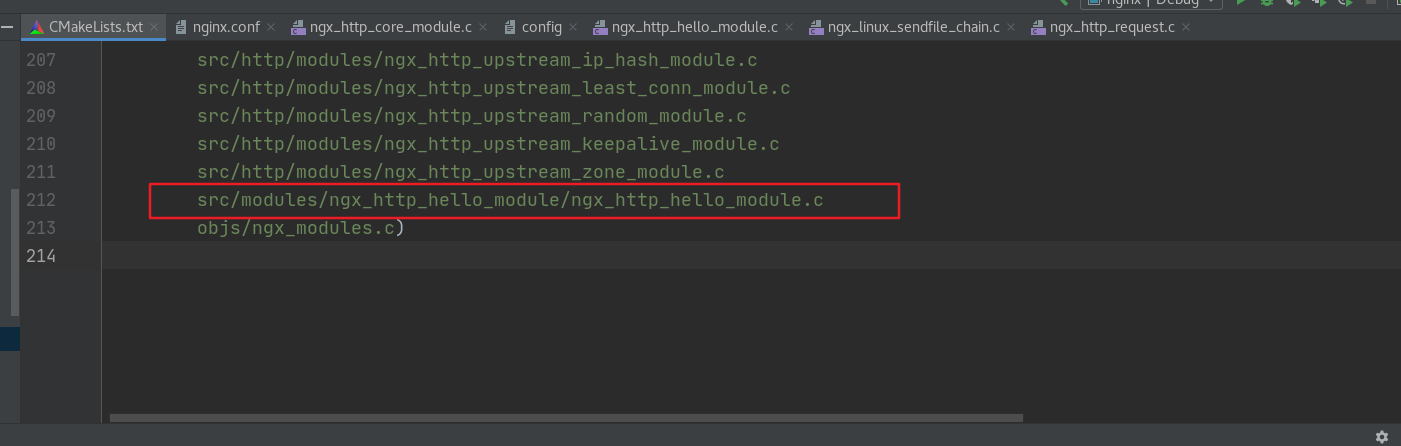 nginx | Debug
CMakeLists.txt nginx.conf ngx_http_core_module.c config ngx_http_hello_module.c ngx_linux_sendfile_chain.c ngx_http_request.c
207 src/http/modules/ngx_http_upstream_ip_hash_module.c
208 src/http/modules/ngx_http_upstream_least_conn_module.c
209 src/http/modules/ngx_http_upstream_random_module.c
210 src/http/modules/ngx_http_upstream_keepalive_module.c
211 src/http/modules/ngx_http_upstream_zone_module.c
212 src/modules/ngx_http_hello_module/ngx_http_hello_module.c
213 objs/ngx_modules.c)
214